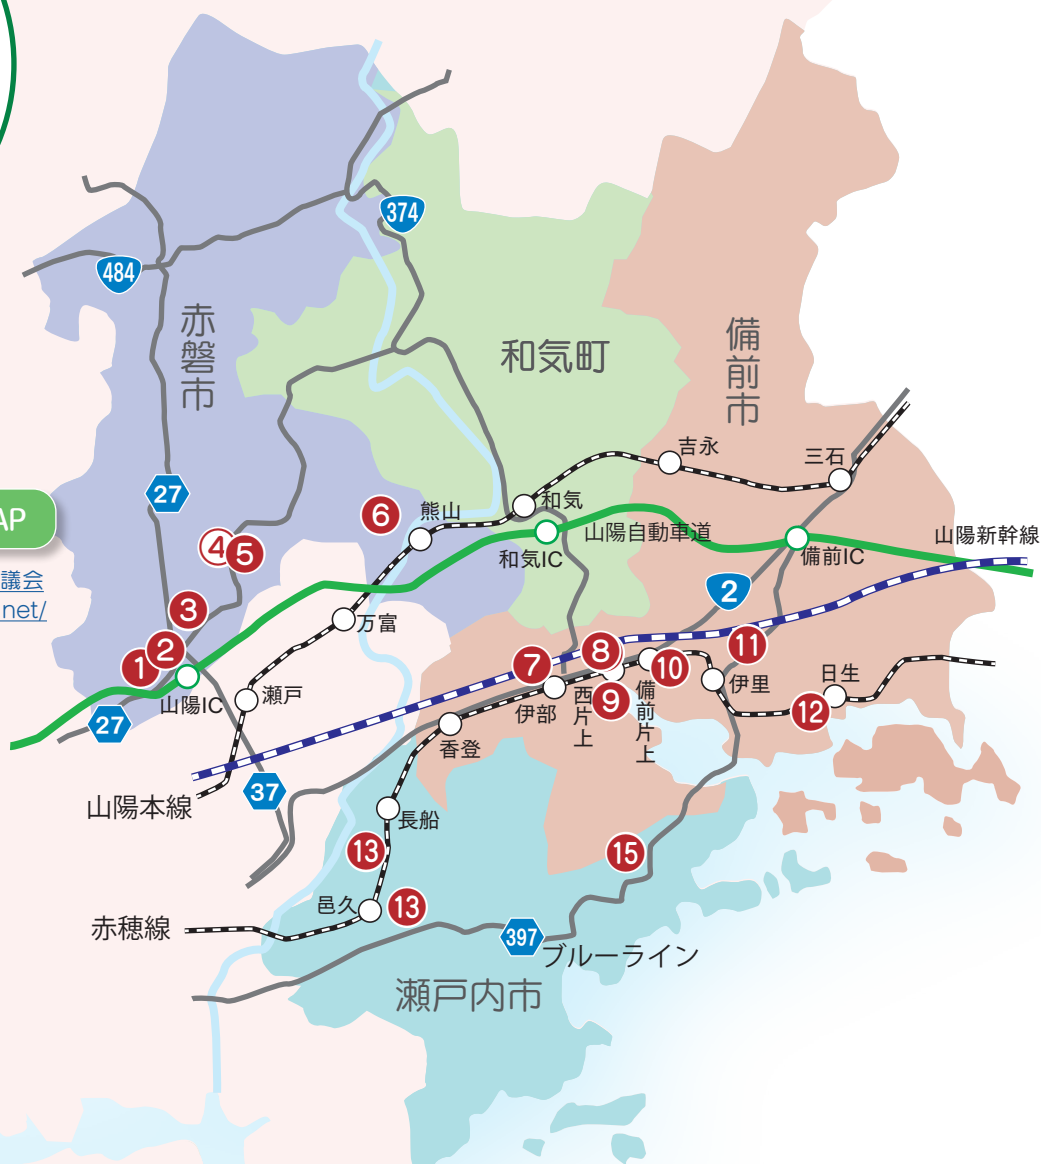 374
484
赤磐市
和気町
備前市
吉永
三石
27
AP
議会
net/
⑥
熊山
和気
和気IC
山陽自動車道
備前IC
山陽新幹線
④
⑤
2
③
万富
②
①
山陽IC
瀬戸
27
⑦
⑧
⑨
⑩
⑪
伊部
西片上
備前片上
伊里
日生
⑫
香登
37
山陽本線
長船
⑬
⑮
邑久
⑬
赤穂線
397
ブルーライン
瀬戸内市